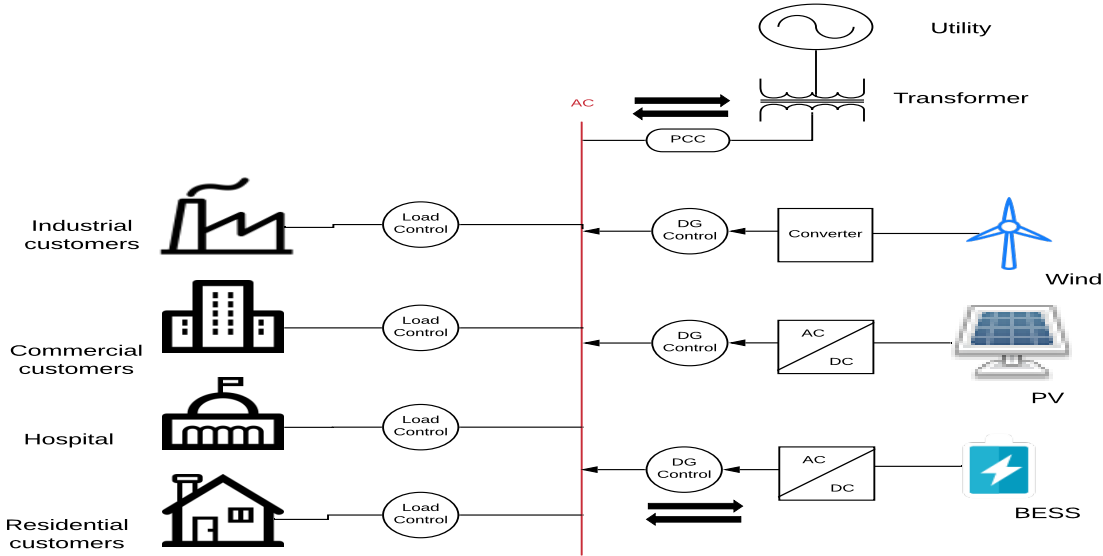 Utility
Transformer
AC
PCC
Industrial
customers
Load
Control
DG
Control
Converter
Wind
Commercial
customers
Load
Control
DG
Control
AC
DC
PV
Hospital
Load
Control
DG
Control
AC
DC
BESS
Residential
customers
Load
Control